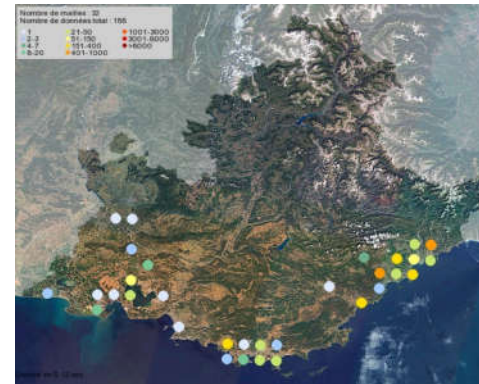 Nombre de mailles : 32
Nombre de données total : 155
1 21-50 1001-3000
2-3 51-150 3001-6000
4-7 151-400 >6000
8-20 401-1000